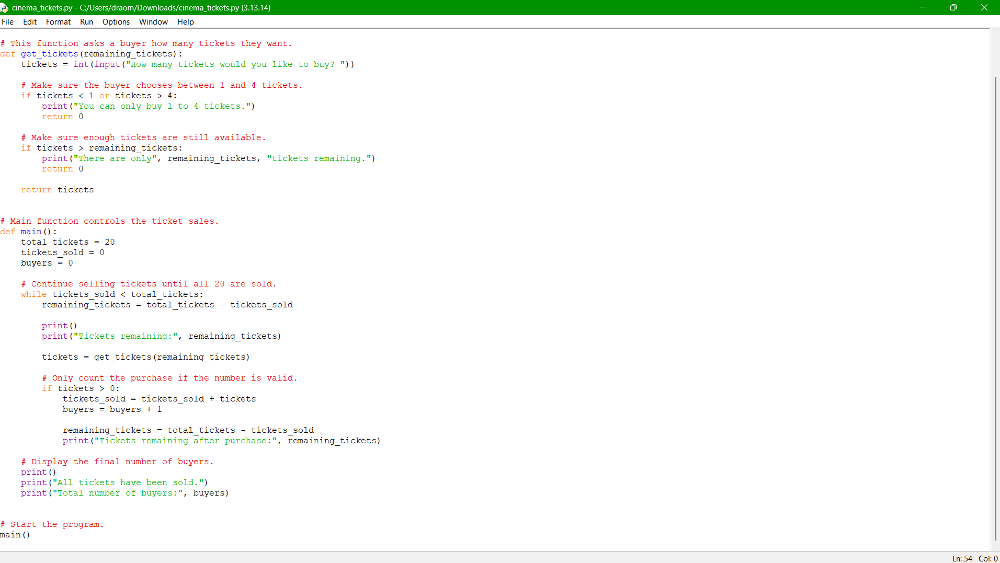 cinema_tickets.py - C:/Users/draom/Downloads/cinema_tickets.py (3.13.14)
File Edit Format Run Options Window Help
# This function asks a buyer how many tickets they want.
def get_tickets(remaining_tickets):
    tickets = int(input("How many tickets would you like to buy? "))

    # Make sure the buyer chooses between 1 and 4 tickets.
    if tickets < 1 or tickets > 4:
        print("You can only buy 1 to 4 tickets.")
        return 0

    # Make sure enough tickets are still available.
    if tickets > remaining_tickets:
        print("There are only", remaining_tickets, "tickets remaining.")
        return 0

    return tickets


# Main function controls the ticket sales.
def main():
    total_tickets = 20
    tickets_sold = 0
    buyers = 0

    # Continue selling tickets until all 20 are sold.
    while tickets_sold < total_tickets:
        remaining_tickets = total_tickets - tickets_sold

        print()
        print("Tickets remaining:", remaining_tickets)

        tickets = get_tickets(remaining_tickets)

        # Only count the purchase if the number is valid.
        if tickets > 0:
            tickets_sold = tickets_sold + tickets
            buyers = buyers + 1

            remaining_tickets = total_tickets - tickets_sold
            print("Tickets remaining after purchase:", remaining_tickets)

    # Display the final number of buyers.
    print()
    print("All tickets have been sold.")
    print("Total number of buyers:", buyers)


# Start the program.
main()
Ln: 54 Col: 0